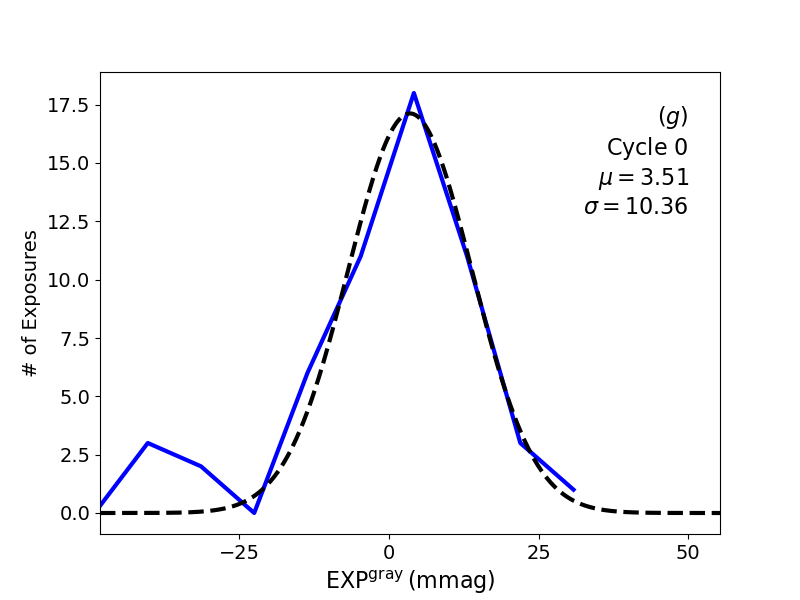 (g)
Cycle 0
μ = 3.51
σ = 10.36
17.5
15.0
12.5
10.0
7.5
5.0
2.5
0.0
# of Exposures
−25 0 25 50
EXP^gray (mmag)